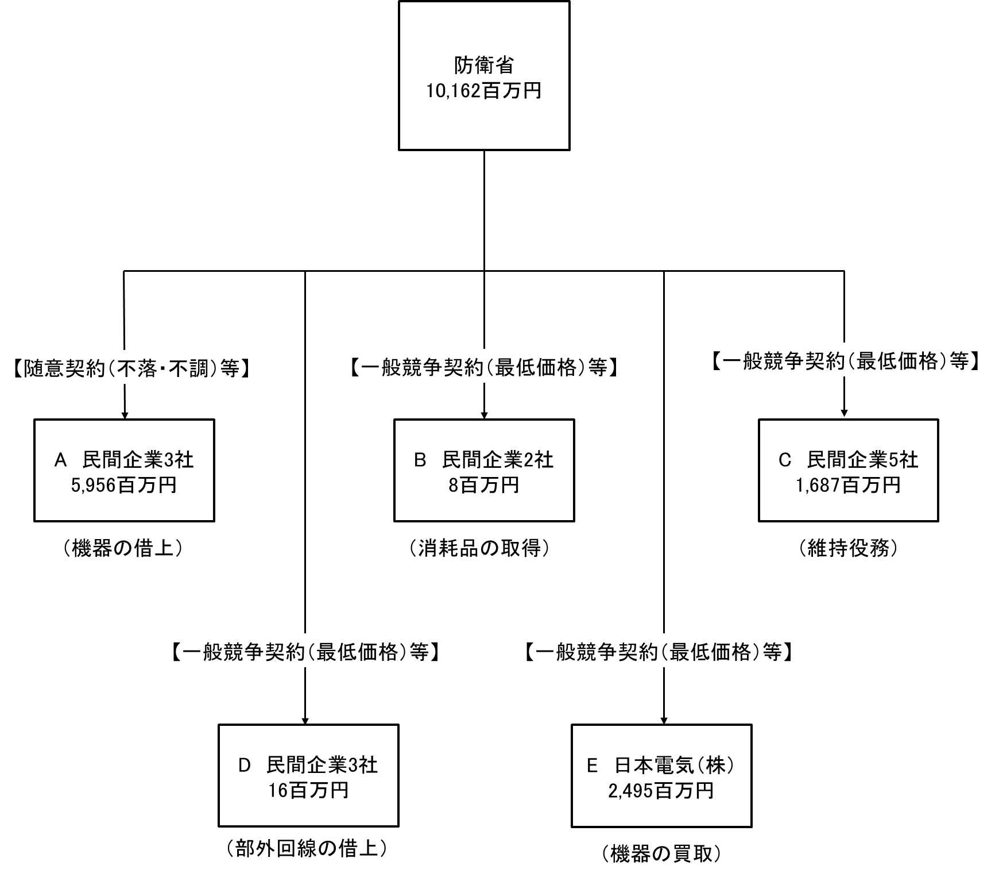 防衛省
10,162百万円
【随意契約(不落・不調)等】
【一般競争契約(最低価格)等】
【一般競争契約(最低価格)等】
A　民間企業3社
5,956百万円
(機器の借上)
B　民間企業2社
8百万円
(消耗品の取得)
C　民間企業5社
1,687百万円
(維持役務)
【一般競争契約(最低価格)等】
【一般競争契約(最低価格)等】
D　民間企業3社
16百万円
(部外回線の借上)
E　日本電気(株)
2,495百万円
(機器の買取)